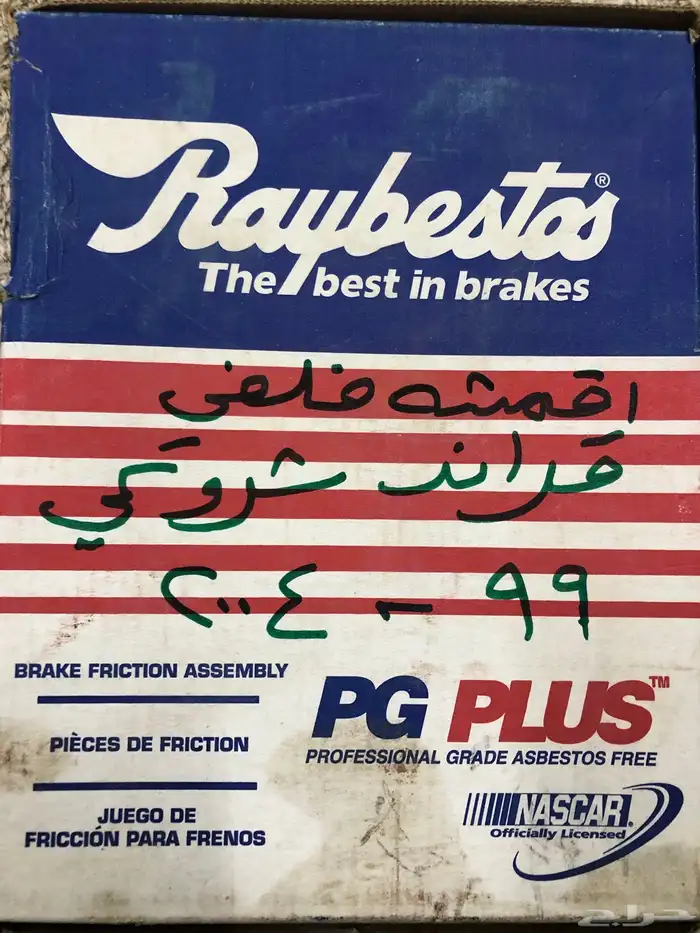 Raybestos®
The best in brakes
اقمشه خلفي
قراند شروكي
٩٩ - ٢٠٠٤
BRAKE FRICTION ASSEMBLY
PIÈCES DE FRICTION
JUEGO DE
FRICCIÓN PARA FRENOS
PG PLUS™
PROFESSIONAL GRADE ASBESTOS FREE
NASCAR.
Officially Licensed
حراج